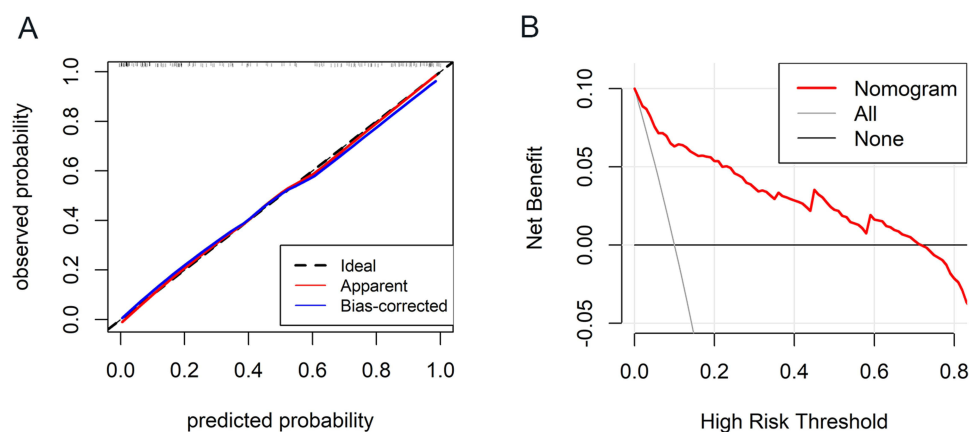 A
observed probability
1.0
0.8
0.6
0.4
0.2
0.0
Ideal
Apparent
Bias-corrected
0.0 0.2 0.4 0.6 0.8 1.0
predicted probability
B
Net Benefit
0.10
0.05
0.00
-0.05
Nomogram
All
None
0.0 0.2 0.4 0.6 0.8
High Risk Threshold